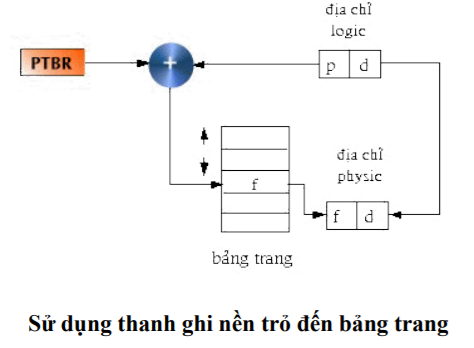 địa chỉ
logic
PTBR
+
p d
f
địa chỉ
physic
f d
bảng trang
Sử dụng thanh ghi nền trỏ đến bảng trang